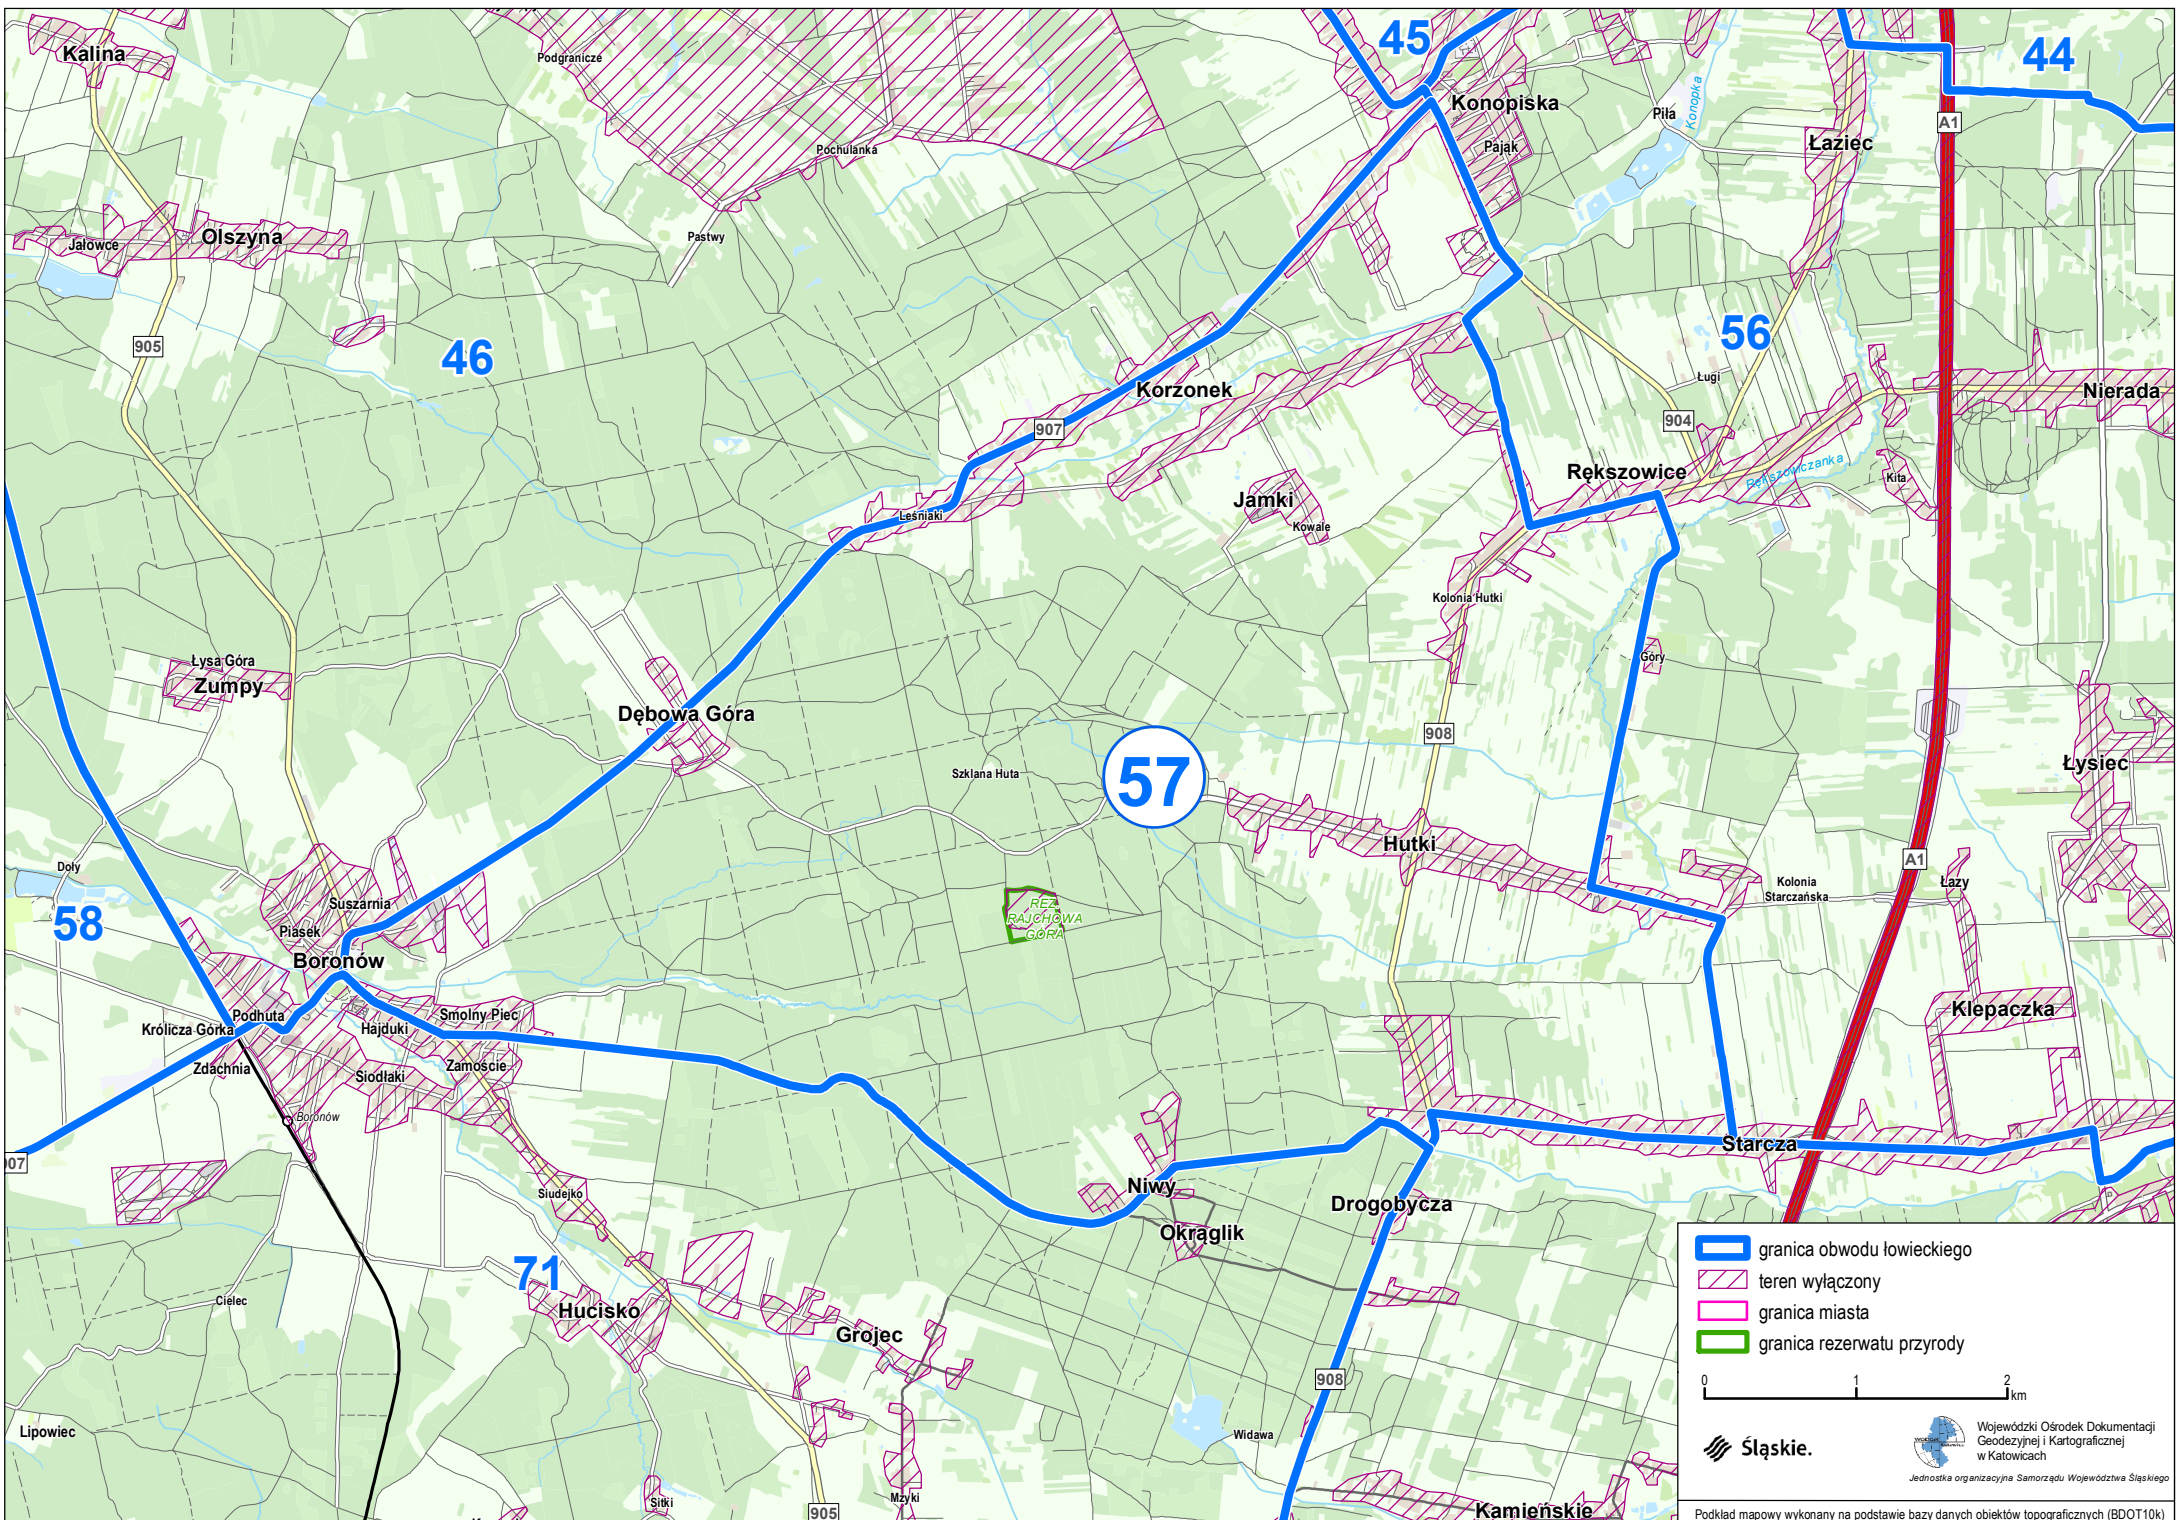 Kalina
Podgranicze
45
44
Konopiska
Konopka
Piła
A1
Łaziec
Pająk
Pochulanka
Olszyna
Jałowce
Pastwy
905
46
56
Korzonek
Ługi
Nierada
907
904
Rększowice
Rększowiczanka
Kita
Jamki
Leśniaki
Kowale
Kolonia Hutki
Łysa Góra
Zumpy
Góry
Dębowa Góra
908
Szklana Huta
57
Łysiec
Hutki
A1
Doły
Kolonia
Starczańska
Łazy
Suszarnia
REZ.
RAJCHOWA
GÓRA
58
Piasek
Boronów
Klepaczka
Podhuta
Smolny Piec
Królicza Górka
Hajduki
Zdachnia
Siodłaki
Zamoście
Boronów
Starcza
907
Siudejko
Niwy
Drogobycza
Okrąglik
71
Cielec
Hucisko
Grojec
908
Lipowiec
Widawa
Sitki
Mzyki
905
Kamieńskie
granica obwodu łowieckiego
teren wyłączony
granica miasta
granica rezerwatu przyrody
0 1 2
km
Śląskie.
Wojewódzki Ośrodek Dokumentacji
Geodezyjnej i Kartograficznej
w Katowicach
Jednostka organizacyjna Samorządu Województwa Śląskiego
Podkład mapowy wykonany na podstawie bazy danych obiektów topograficznych (BDOT10k)